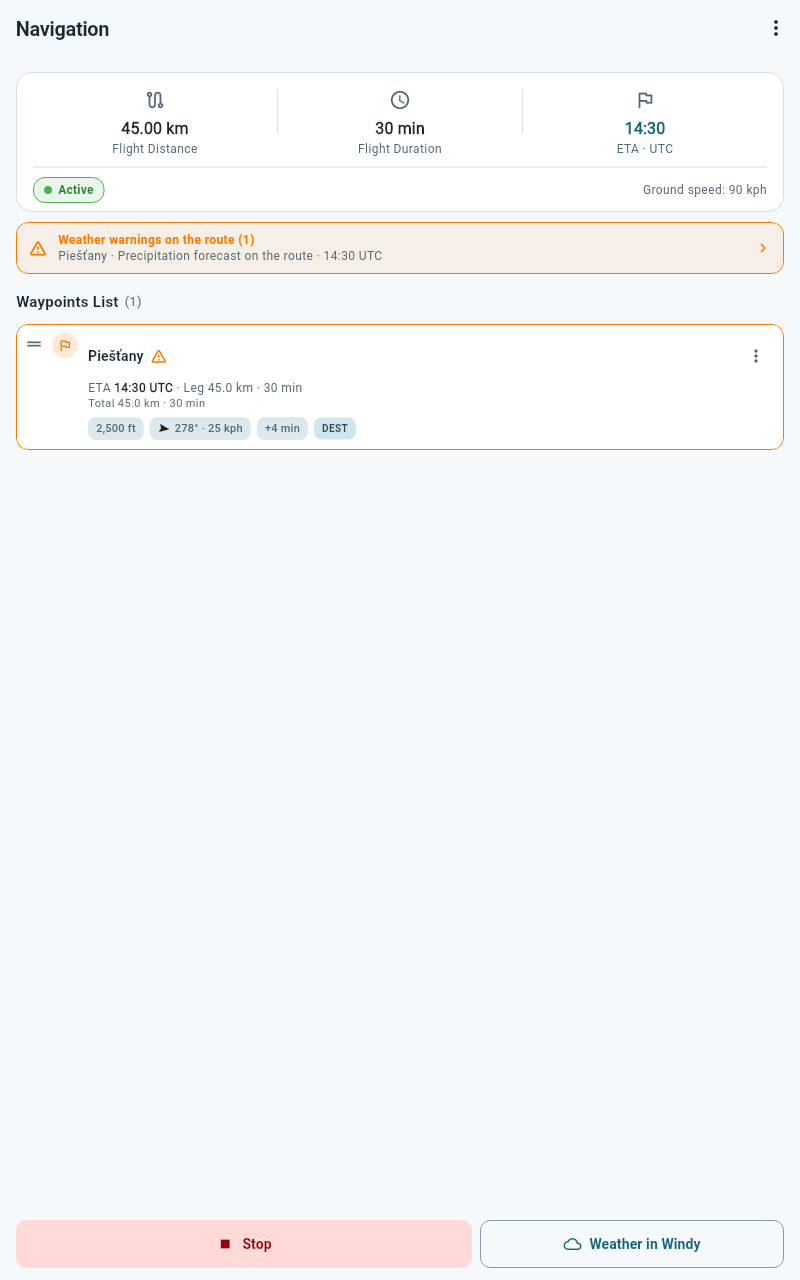 Navigation
45.00 km
Flight Distance
30 min
Flight Duration
14:30
ETA · UTC
Active
Ground speed: 90 kph
Weather warnings on the route (1)
Piešťany · Precipitation forecast on the route · 14:30 UTC
Waypoints List (1)
Piešťany
ETA 14:30 UTC · Leg 45.0 km · 30 min
Total 45.0 km · 30 min
2,500 ft
278° · 25 kph
+4 min
DEST
Stop
Weather in Windy